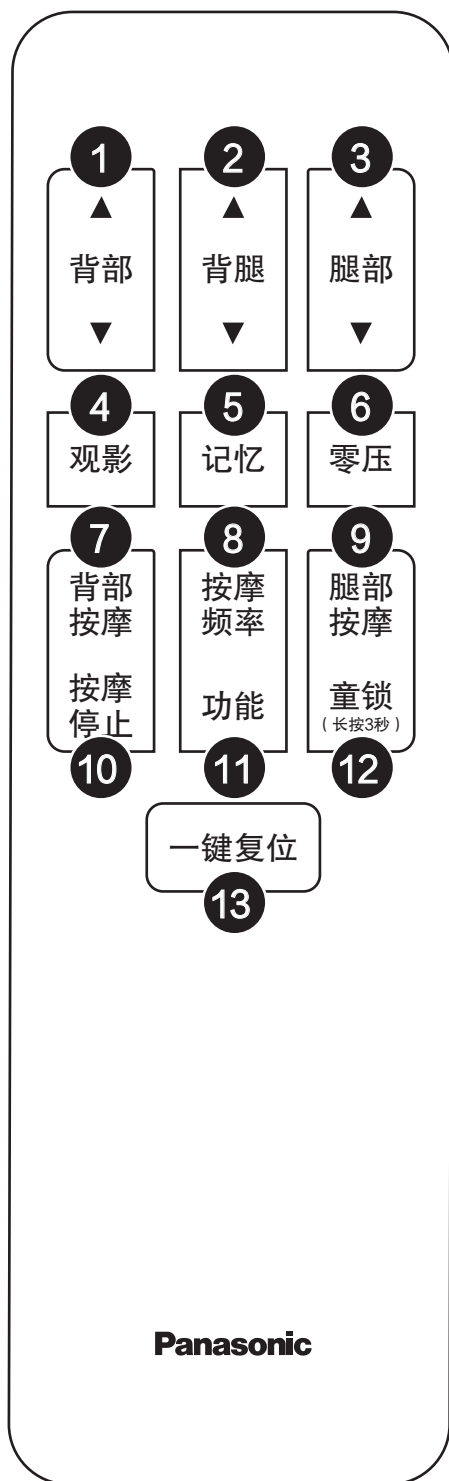 1 2 3
▲ ▲ ▲
背部 背腿 腿部
▼ ▼ ▼
4 5 6
观影 记忆 零压
7 8 9
背部 按摩 腿部
按摩 频率 按摩
按摩
停止 功能 童锁
(长按3秒)
10 11 12
一键复位
13
Panasonic